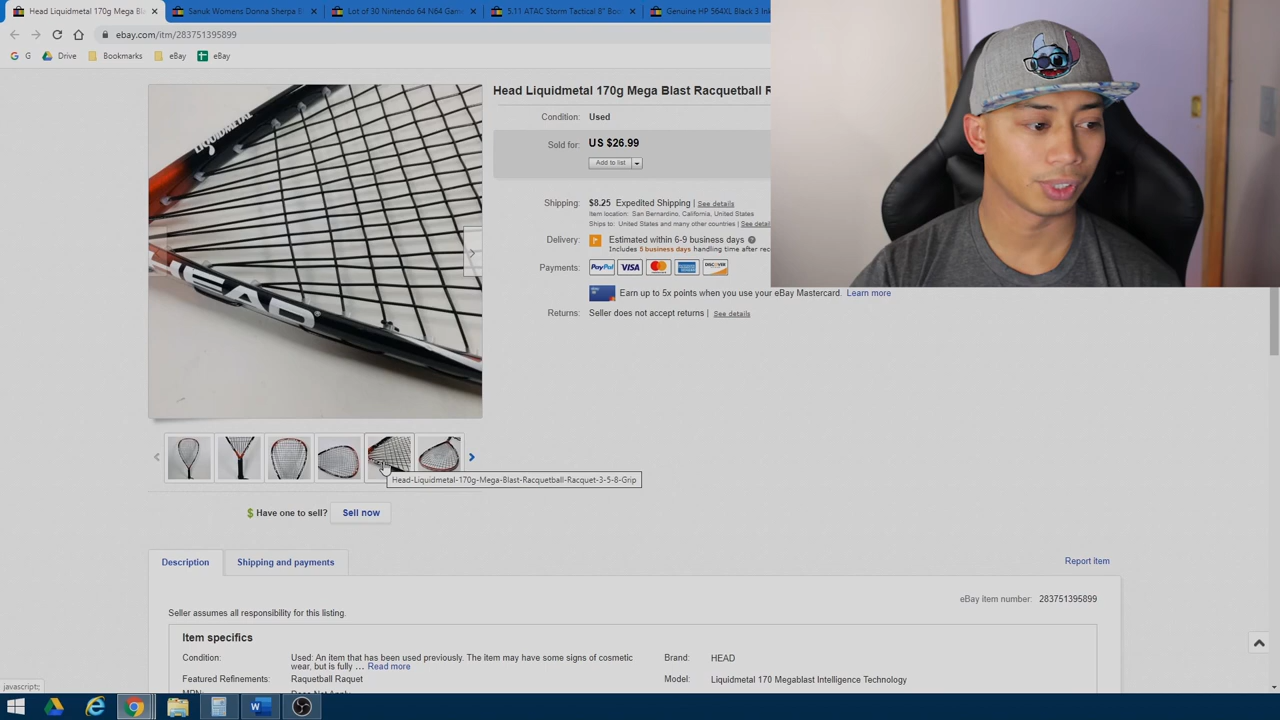 Head Liquidmetal 170g Mega Bla
Sanuk Womens Donna Sherpa S
Lot of 30 Nintendo 64 N64 Gam
5.11 ATAC Storm Tactical 8" Boo
Genuine HP 564XL Black 3 Ink
ebay.com/itm/283751395899
G
Drive
Bookmarks
eBay
eBay
LIQUIDMETAL
HEAD
Head Liquidmetal 170g Mega Blast Racquetball R
Condition: Used
Sold for: US $26.99
Add to list
Shipping: $8.25 Expedited Shipping | See details
Item location: San Bernardino, California, United States
Ships to: United States and many other countries | See detai
Delivery: Estimated within 6-9 business days
Includes 5 business days handling time after rec
Payments: PayPal VISA
Earn up to 5x points when you use your eBay Mastercard. Learn more
Returns: Seller does not accept returns | See details
Head-Liquidmetal-170g-Mega-Blast-Racquetball-Racquet-3-5-8-Grip
Have one to sell? Sell now
Description
Shipping and payments
Report item
eBay item number: 283751395899
Seller assumes all responsibility for this listing.
Item specifics
Condition: Used: An item that has been used previously. The item may have some signs of cosmetic wear, but is fully … Read more
Brand: HEAD
Featured Refinements: Raquetball Raquet
Model: Liquidmetal 170 Megablast Intelligence Technology
javascript:;